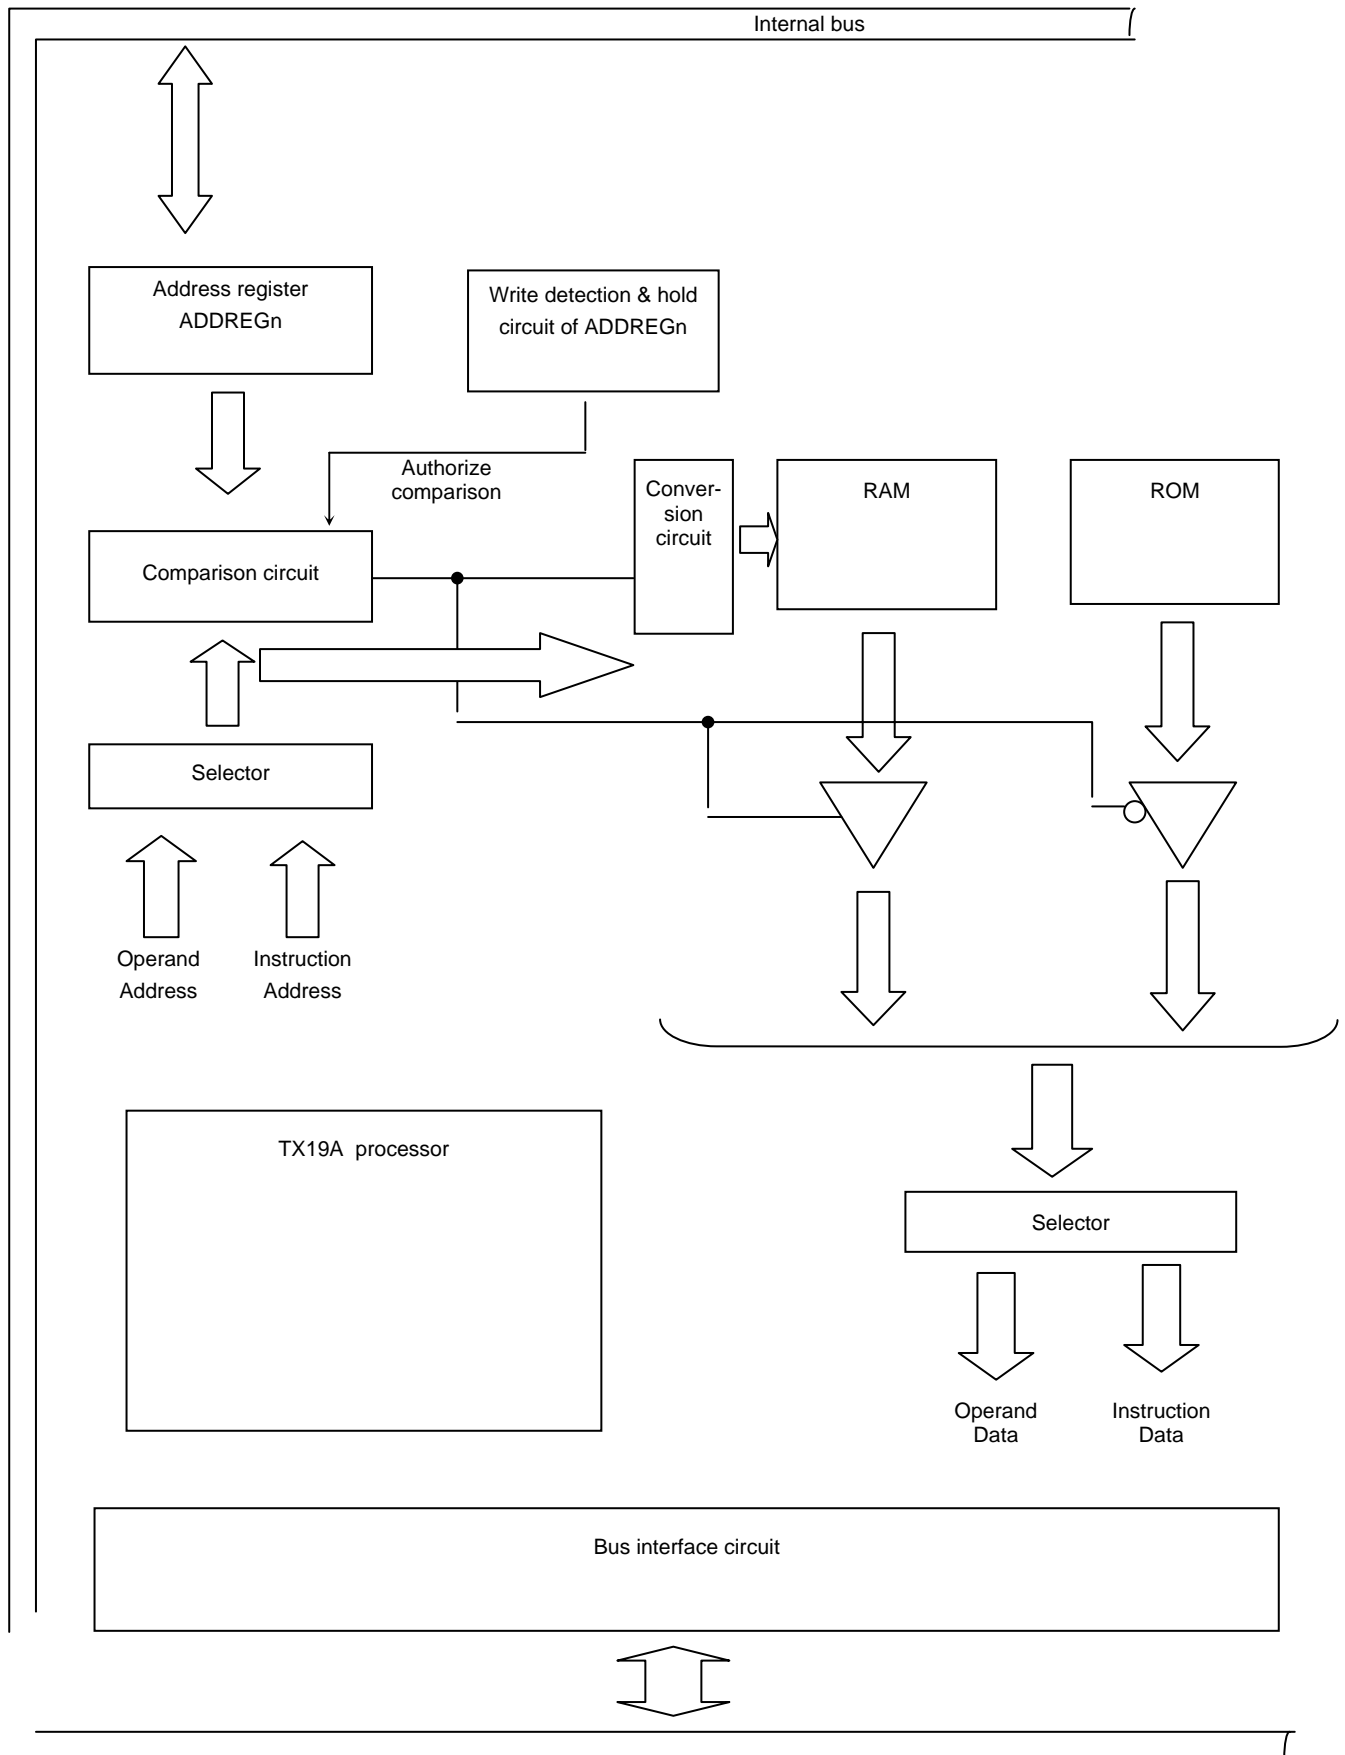 Internal bus
Address register
ADDREGn
Write detection & hold
circuit of ADDREGn
Authorize
comparison
Conver-
sion
circuit
RAM
ROM
Comparison circuit
Selector
Operand
Address
Instruction
Address
TX19A processor
Selector
Operand
Data
Instruction
Data
Bus interface circuit